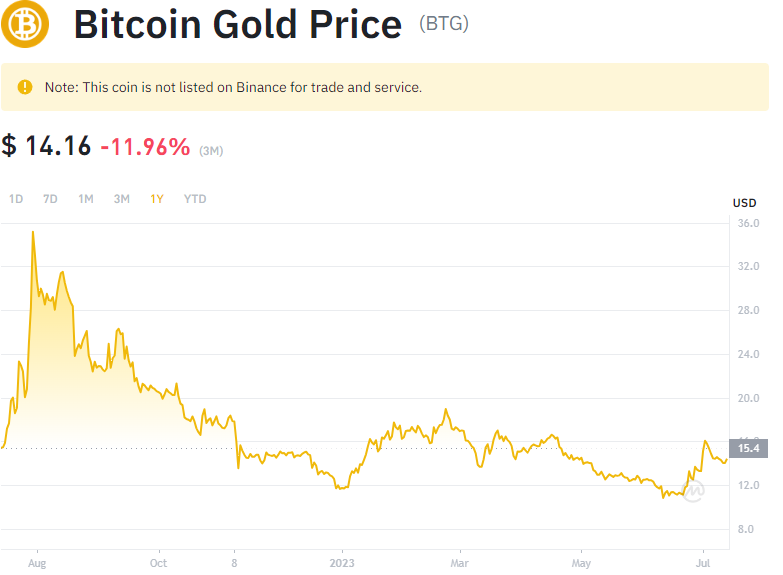 Bitcoin Gold Price (BTG)
Note: This coin is not listed on Binance for trade and service.
$ 14.16 -11.96% (3M)
1D 7D 1M 3M 1Y YTD
USD
36.0
32.0
28.0
24.0
20.0
15.4
12.0
8.0
Aug Oct 8 2023 Mar May Jul